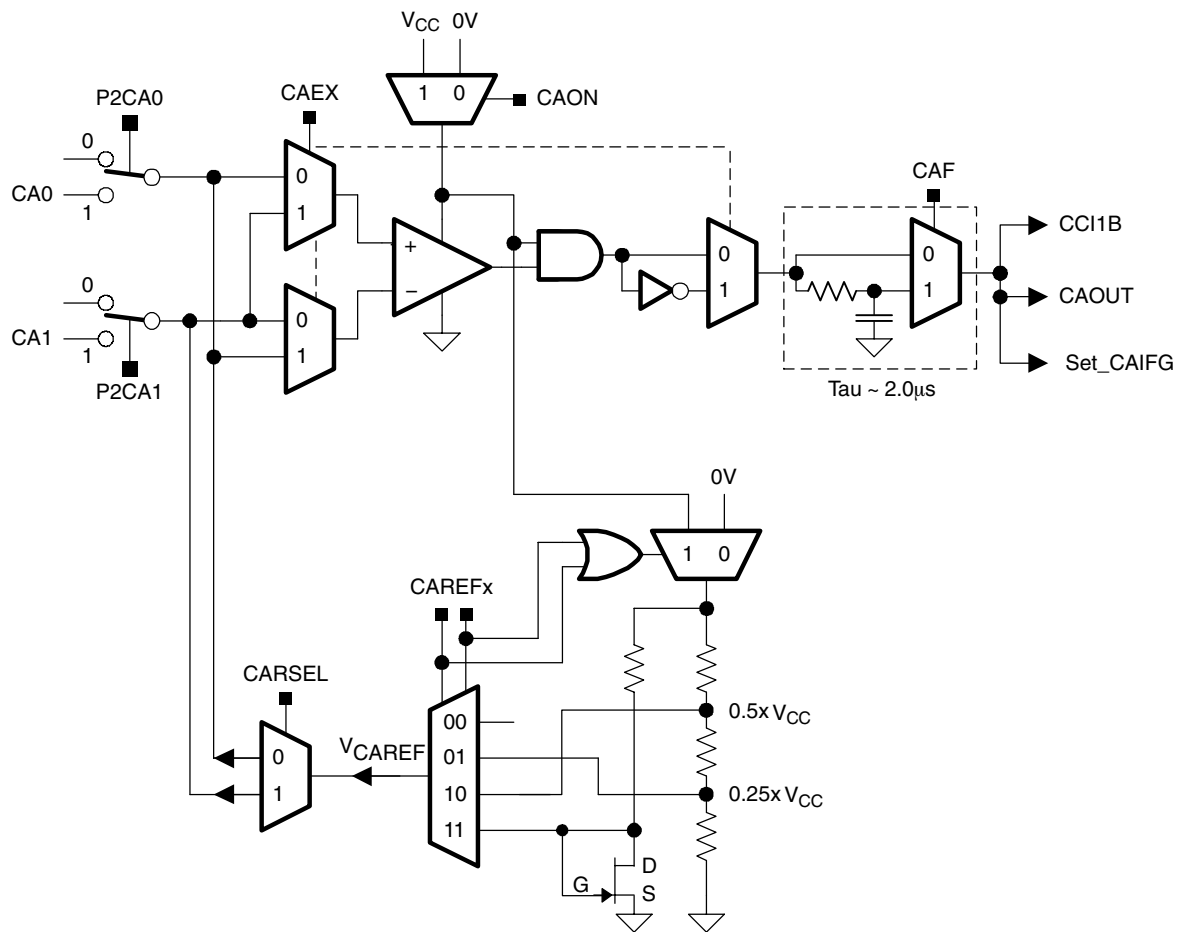 VCC 0V
1 0
CAON
P2CA0
CAEX
0
CA0
1
0
1
CAF
0
CA1
1
P2CA1
0
1
+
−
0
1
0
1
CCI1B
CAOUT
Set_CAIFG
Tau ~ 2.0μs
0V
1 0
CAREFx
CARSEL
0
1
VCAREF
00
01
10
11
0.5x VCC
0.25x VCC
D
G
S